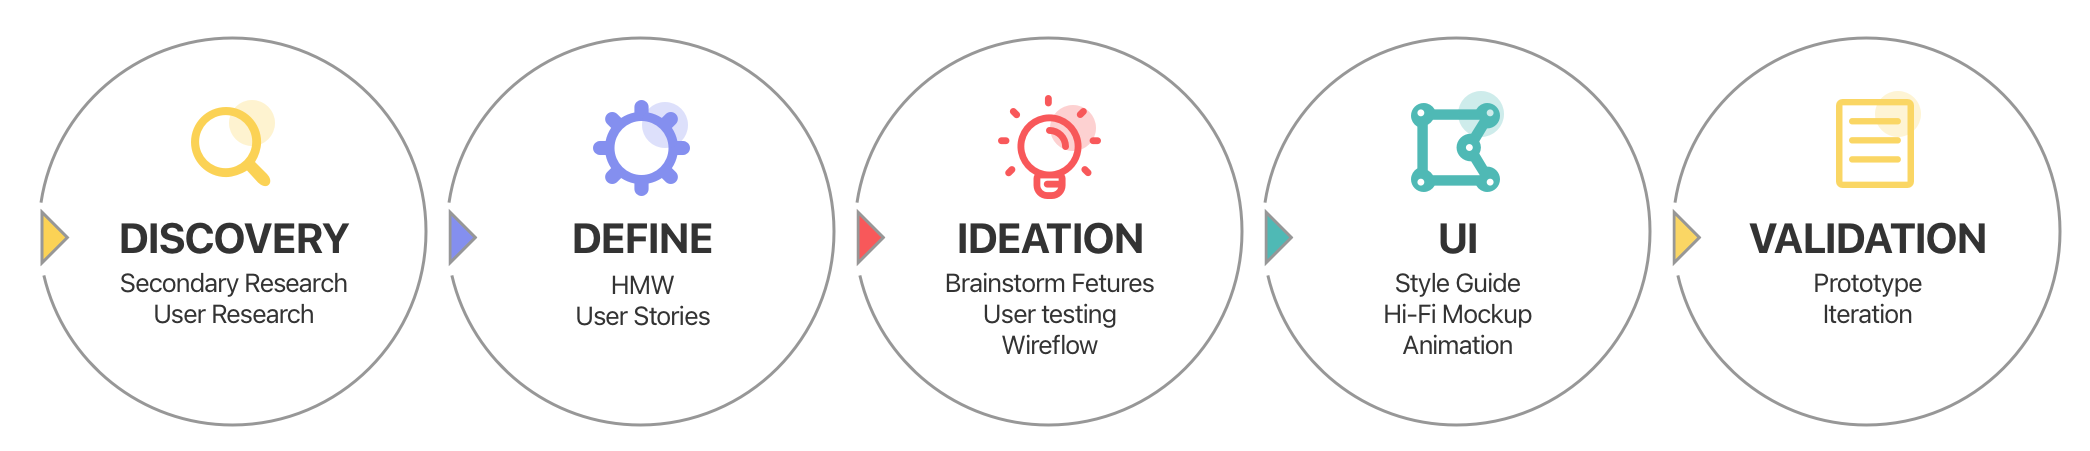 DISCOVERY
Secondary Research
User Research
DEFINE
HMW
User Stories
IDEATION
Brainstorm Fetures
User testing
Wireflow
UI
Style Guide
Hi-Fi Mockup
Animation
VALIDATION
Prototype
Iteration